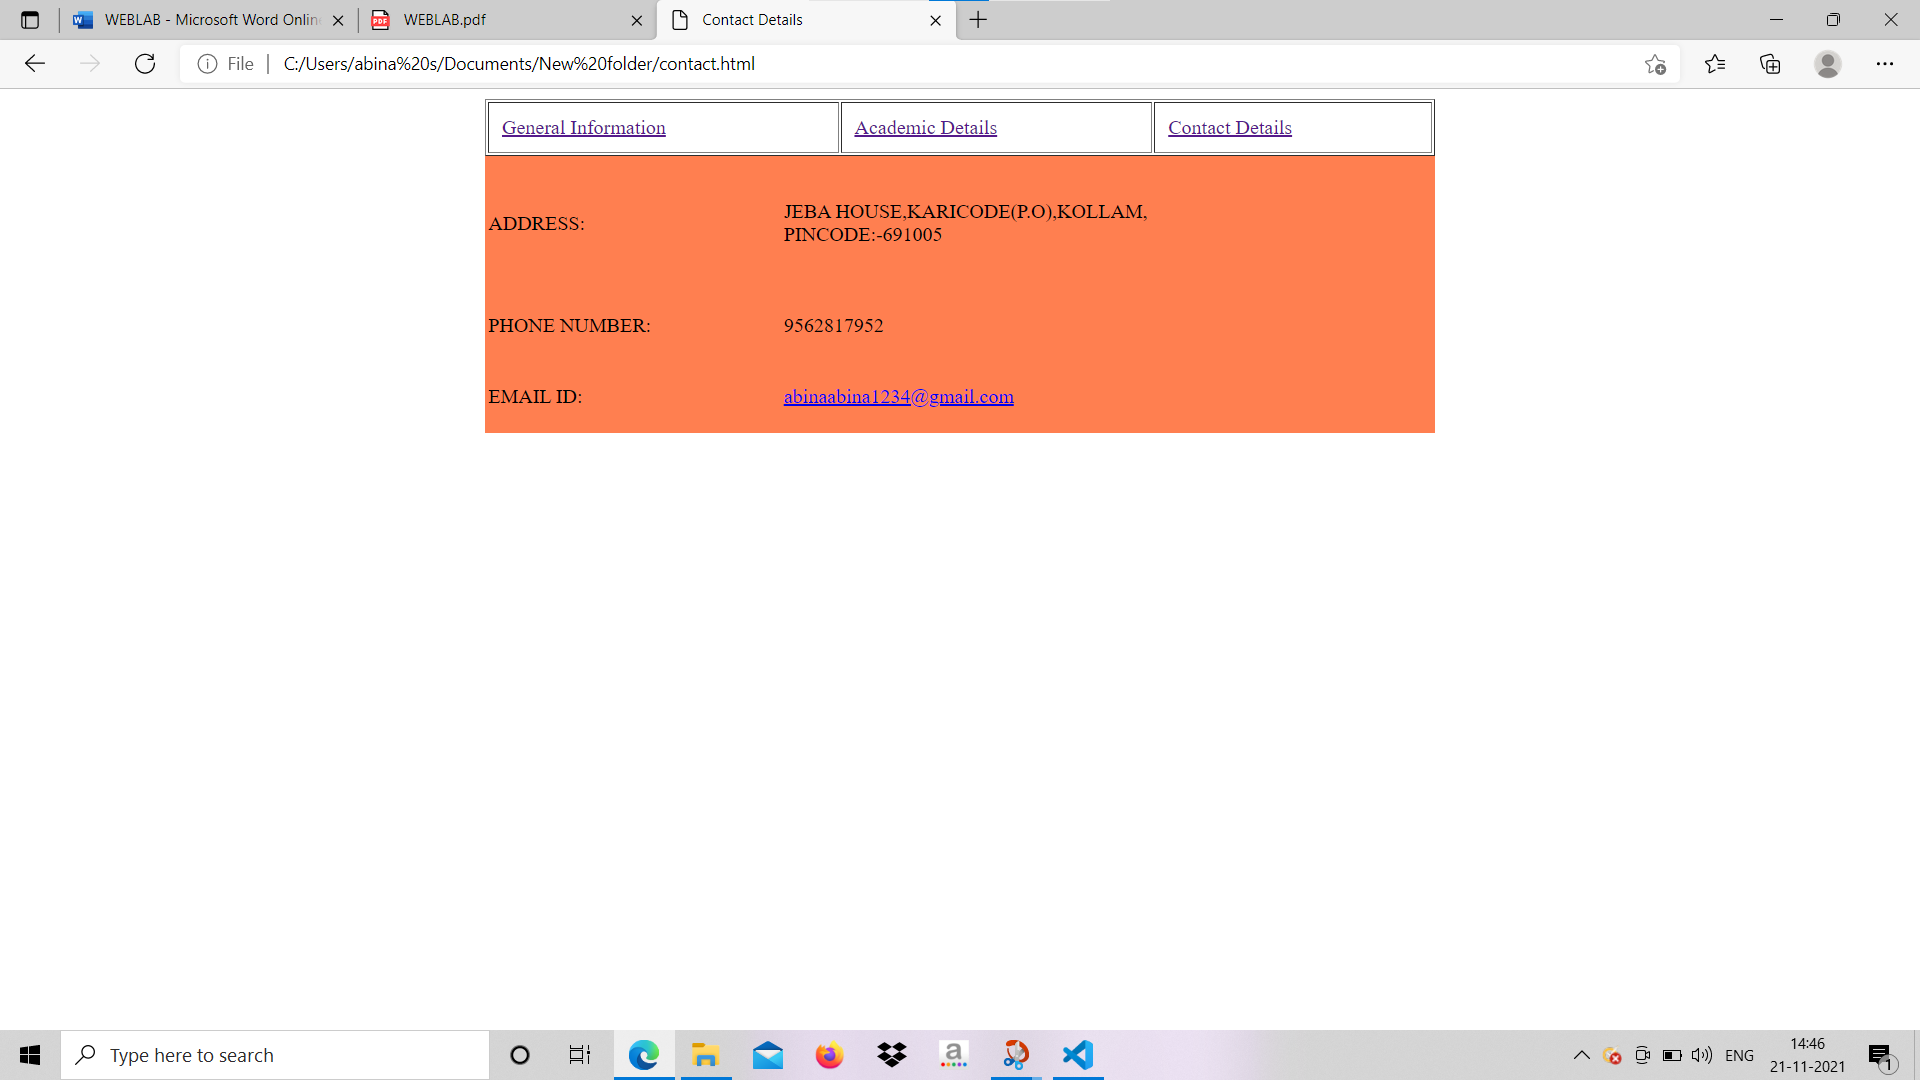 WEBLAB - Microsoft Word Onlin
WEBLAB.pdf
Contact Details
File
C:/Users/abina%20s/Documents/New%20folder/contact.html
General Information
Academic Details
Contact Details
ADDRESS:
JEBA HOUSE,KARICODE(P.O),KOLLAM,
PINCODE:-691005
PHONE NUMBER:
9562817952
EMAIL ID:
abinaabina1234@gmail.com
Type here to search
ENG
14:46
21-11-2021
1